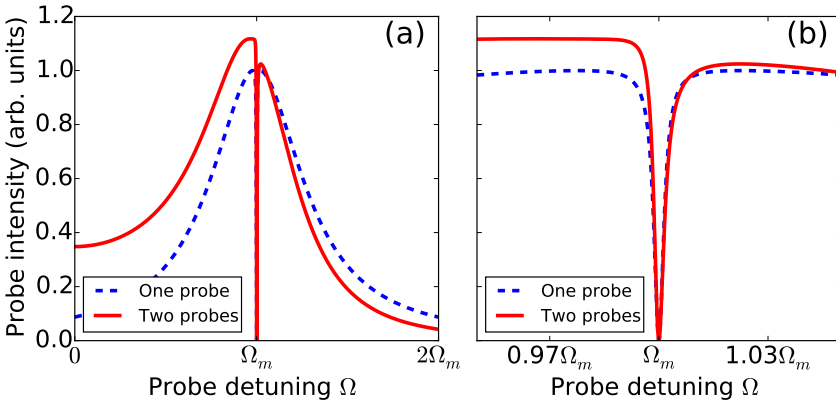 1.2
1.0
0.8
0.6
0.4
0.2
0.0
Probe intensity (arb. units)
(a)
One probe
Two probes
0
Ωₘ
2Ωₘ
Probe detuning Ω
(b)
One probe
Two probes
0.97Ωₘ
Ωₘ
1.03Ωₘ
Probe detuning Ω